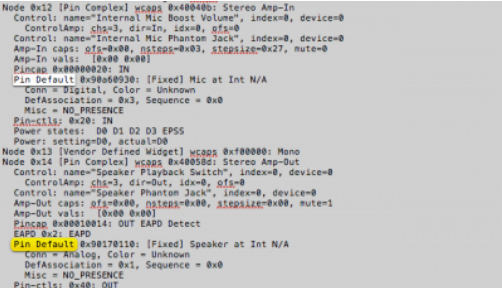 Node 0x12 [Pin Complex] wcaps 0x40040b: Stereo Amp-In
Control: name="Internal Mic Boost Volume", index=0, device=0
ControlAmp: chs=3, dir=In, idx=0, ofs=0
Control: name="Internal Mic Phantom Jack", index=0, device=0
Amp-In caps: ofs=0x00, nsteps=0x03, stepsize=0x27, mute=0
Amp-In vals: [0x00 0x00]
Pincap 0x00000020: IN
Pin Default 0x90a60930: [Fixed] Mic at Int N/A
Conn = Digital, Color = Unknown
DefAssociation = 0x3, Sequence = 0x0
Misc = NO_PRESENCE
Pin-ctls: 0x20: IN
Power states: D0 D1 D2 D3 EPSS
Power: setting=D0, actual=D0
Node 0x13 [Vendor Defined Widget] wcaps 0xf00000: Mono
Node 0x14 [Pin Complex] wcaps 0x40058d: Stereo Amp-Out
Control: name="Speaker Playback Switch", index=0, device=0
ControlAmp: chs=3, dir=Out, idx=0, ofs=0
Control: name="Speaker Phantom Jack", index=0, device=0
Amp-Out caps: ofs=0x00, nsteps=0x00, stepsize=0x00, mute=1
Amp-Out vals: [0x00 0x00]
Pincap 0x00010014: OUT EAPD Detect
EAPD 0x2: EAPD
Pin Default 0x90170110: [Fixed] Speaker at Int N/A
Conn = Analog, Color = Unknown
DefAssociation = 0x1, Sequence = 0x0
Misc = NO_PRESENCE
Pin-ctls: 0x40: OUT